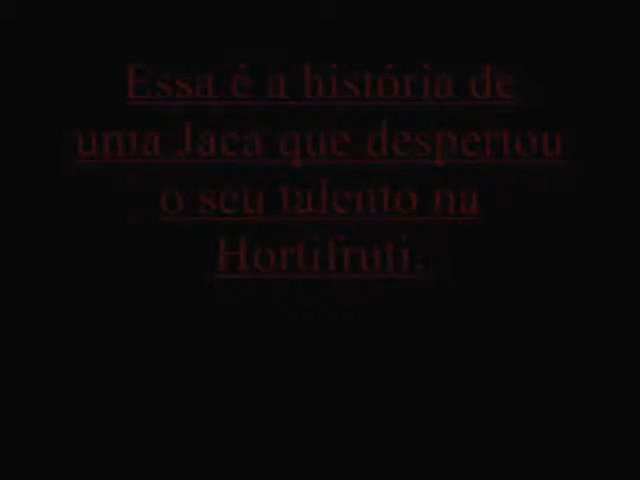 Essa é a história de
uma Jaca que despertou
o seu talento na
Hortifruti.